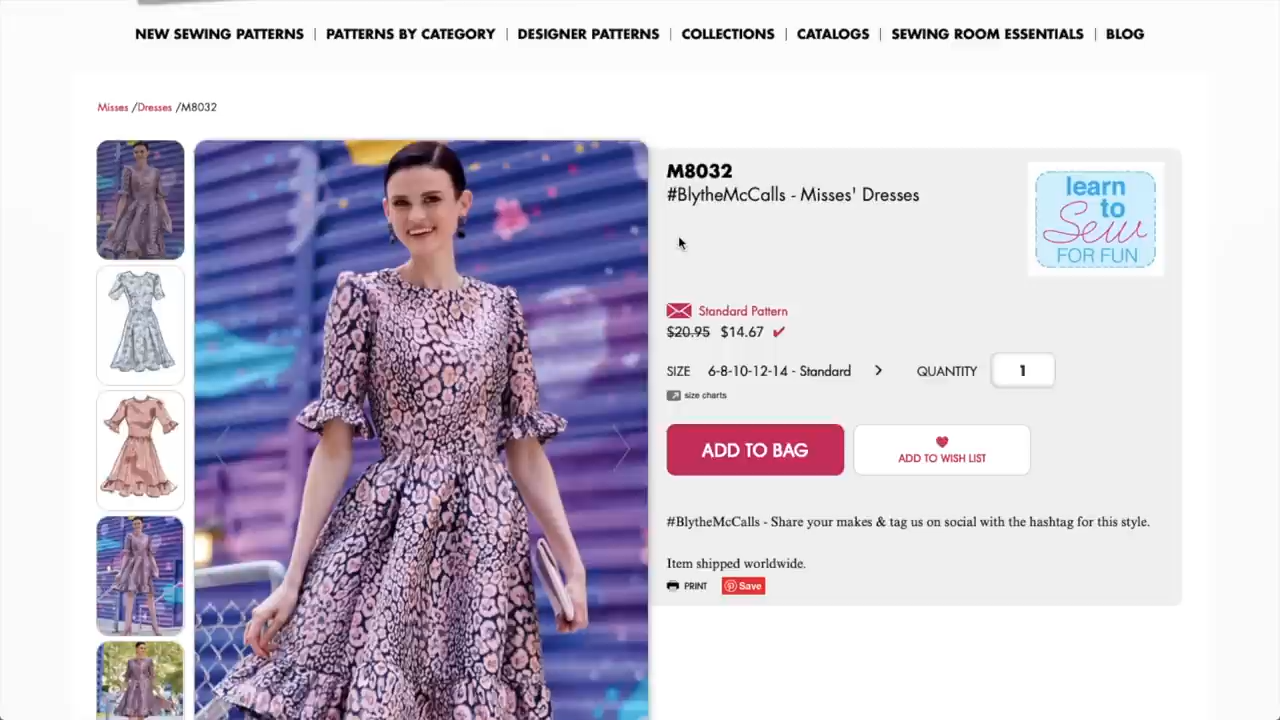 NEW SEWING PATTERNS | PATTERNS BY CATEGORY | DESIGNER PATTERNS | COLLECTIONS | CATALOGS | SEWING ROOM ESSENTIALS | BLOG
Misses /Dresses /M8032
M8032
#BlytheMcCalls - Misses' Dresses
learn
to
Sew
FOR FUN
Standard Pattern
$20.95 $14.67
SIZE 6-8-10-12-14 - Standard > QUANTITY 1
size charts
ADD TO BAG
ADD TO WISH LIST
#BlytheMcCalls - Share your makes & tag us on social with the hashtag for this style.
Item shipped worldwide.
PRINT Save